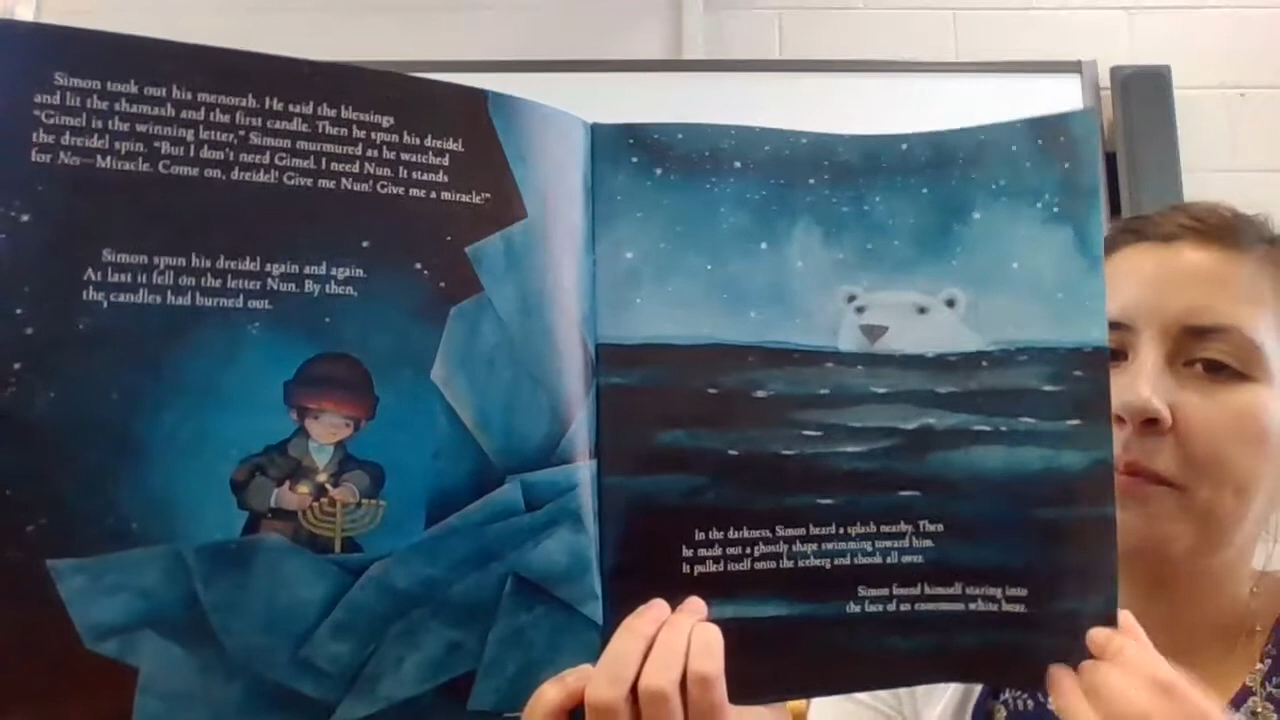 Simon took out his menorah. He said the blessings
and lit the shamash and the first candle. Then he spun his dreidel.
"Gimel is the winning letter," Simon murmured as he watched
the dreidel spin. "But I don't need Gimel. I need Nun. It stands
for Nes—Miracle. Come on, dreidel! Give me Nun! Give me a miracle!"
Simon spun his dreidel again and again.
At last it fell on the letter Nun. By then,
the candles had burned out.
In the darkness, Simon heard a splash nearby. Then
he made out a ghostly shape swimming toward him.
It pulled itself onto the iceberg and shook all over.
Simon found himself staring into
the face of an enormous white bear.